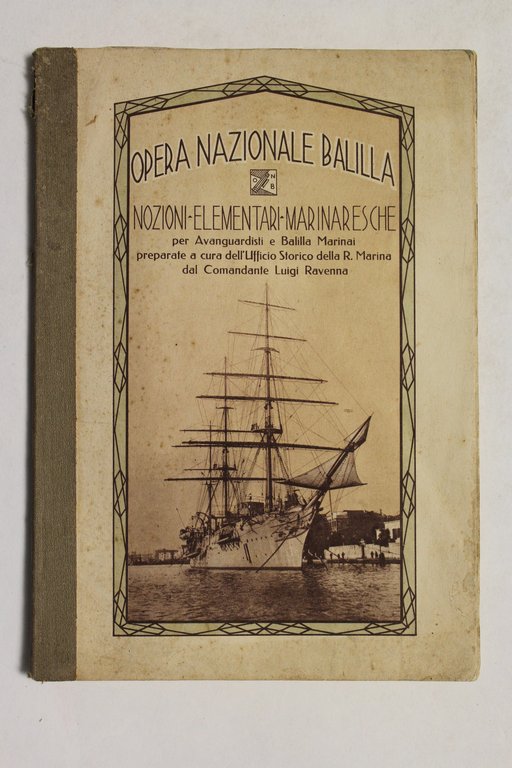 OPERA NAZIONALE BALILLA
O N B
NOZIONI-ELEMENTARI-MARINARESCHE
per Avanguardisti e Balilla Marinai
preparate a cura dell'Ufficio Storico della R. Marina
dal Comandante Luigi Ravenna